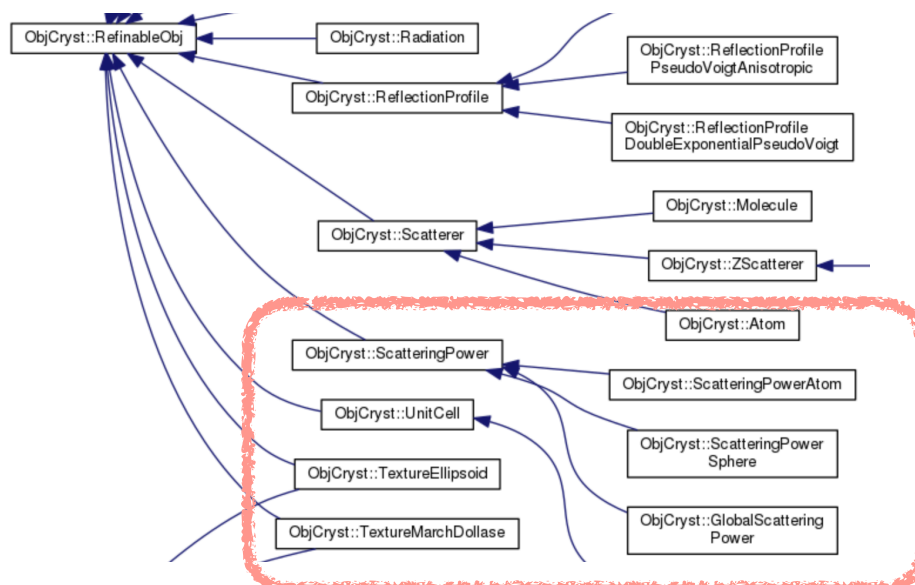 ObjCryst::RefinableObj
ObjCryst::Radiation
ObjCryst::ReflectionProfile
PseudoVoigtAnisotropic
ObjCryst::ReflectionProfile
ObjCryst::ReflectionProfile
DoubleExponentialPseudoVoigt
ObjCryst::Molecule
ObjCryst::Scatterer
ObjCryst::ZScatterer
ObjCryst::Atom
ObjCryst::ScatteringPower
ObjCryst::ScatteringPowerAtom
ObjCryst::UnitCell
ObjCryst::ScatteringPower
Sphere
ObjCryst::TextureEllipsoid
ObjCryst::GlobalScattering
Power
ObjCryst::TextureMarchDollase